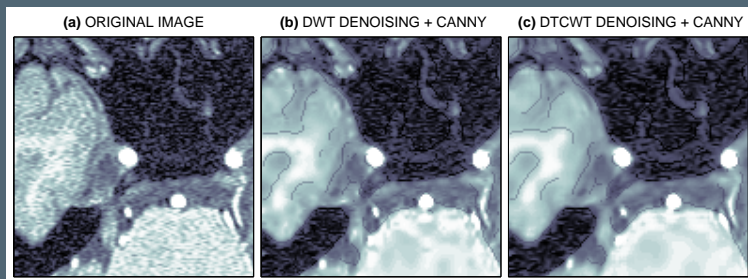 (a) ORIGINAL IMAGE
(b) DWT DENOISING + CANNY
(c) DTCWT DENOISING + CANNY